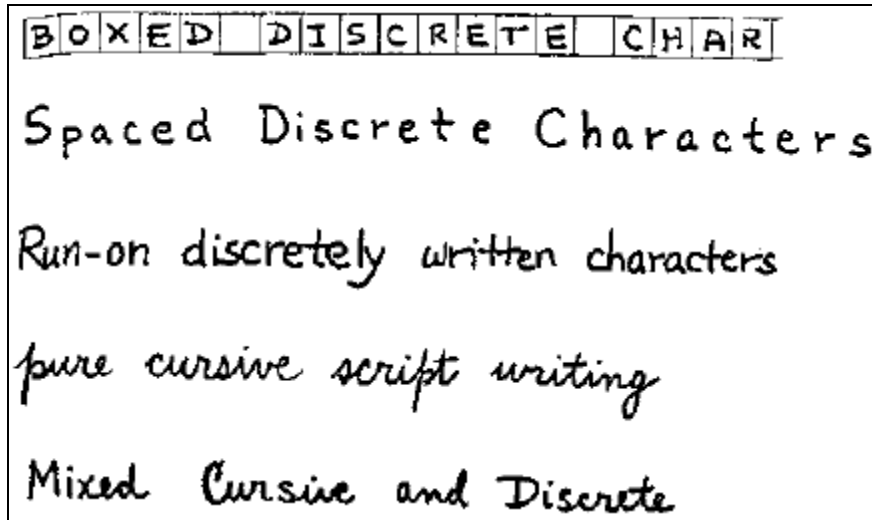 BOXED DISCRETE CHAR
Spaced Discrete Characters
Run-on discretely written characters
pure cursive script writing
Mixed Cursive and Discrete